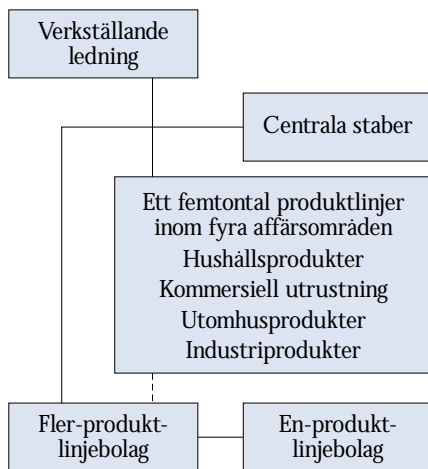 Verkställande
ledning
Centrala staber
Ett femtontal produktlinjer
inom fyra affärsområden
Hushållsprodukter
Kommersiell utrustning
Utomhusprodukter
Industriprodukter
Fler-produkt-
linjebolag
En-produkt-
linjebolag